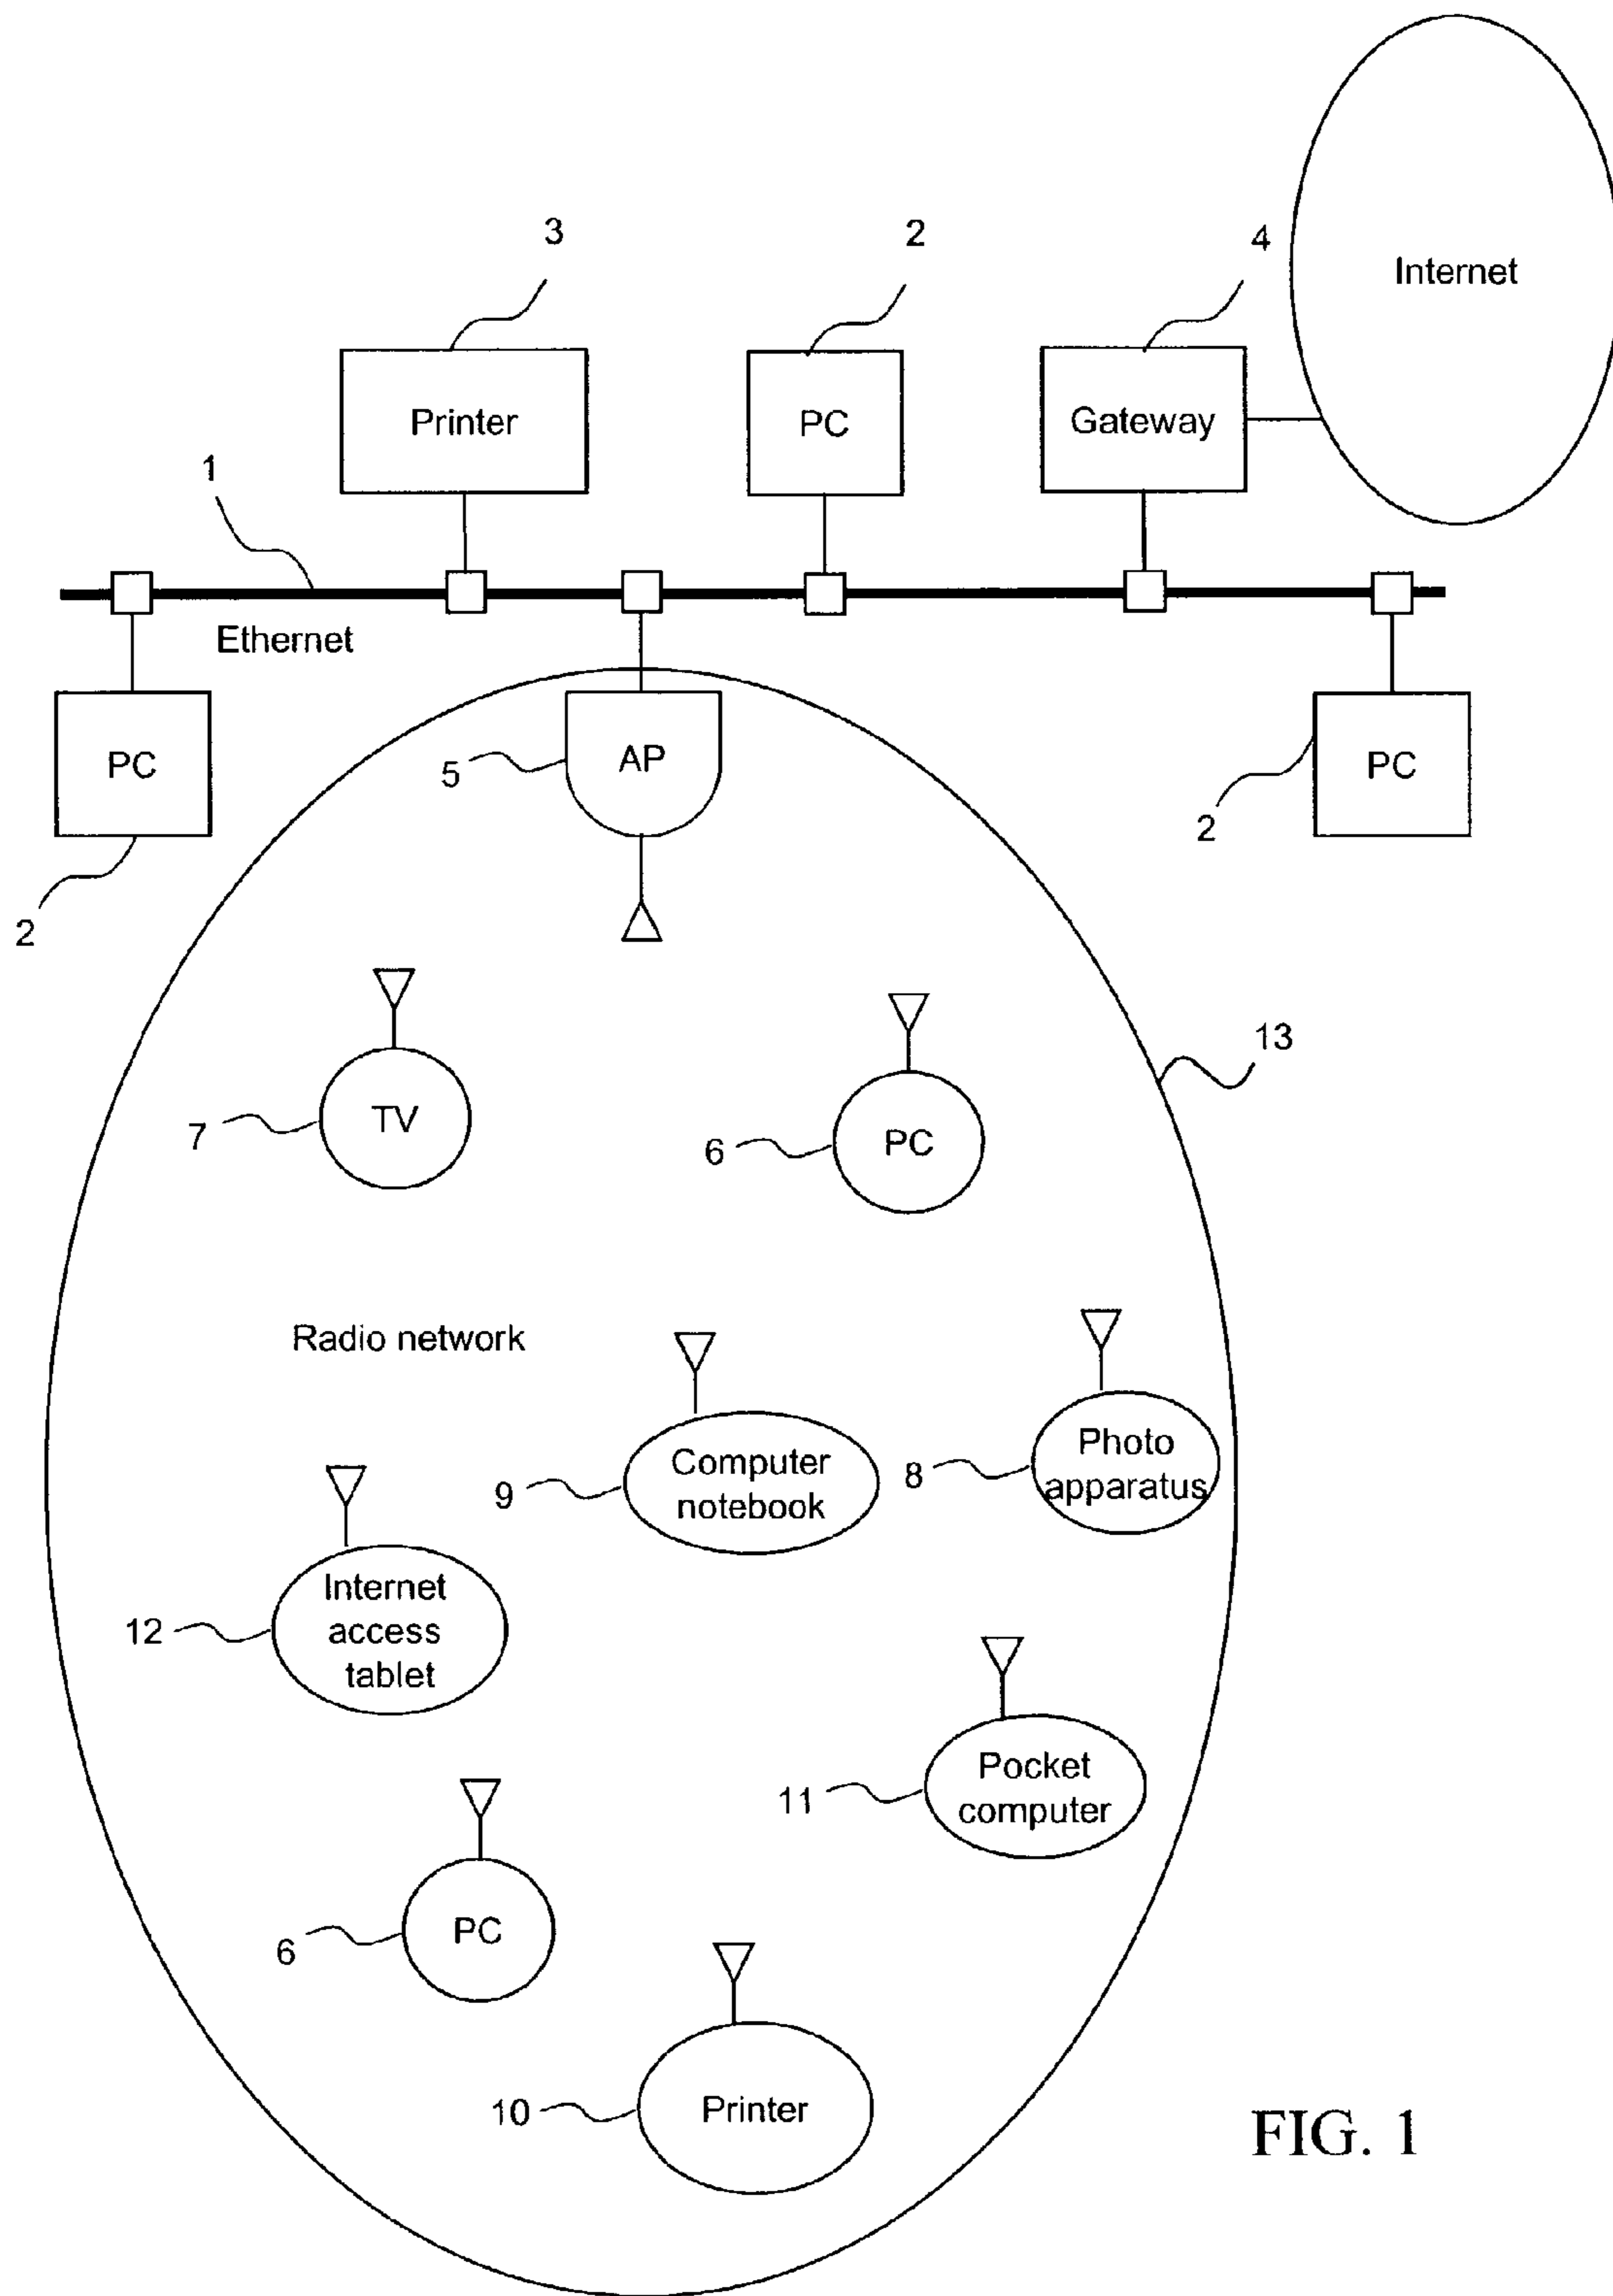 3
2
4
Internet
Printer
PC
Gateway
1
Ethernet
PC
5
AP
2
PC
2
13
7
TV
6
PC
Radio network
9
Computer
notebook
8
Photo
apparatus
12
Internet
access
tablet
11
Pocket
computer
6
PC
10
Printer
FIG. 1